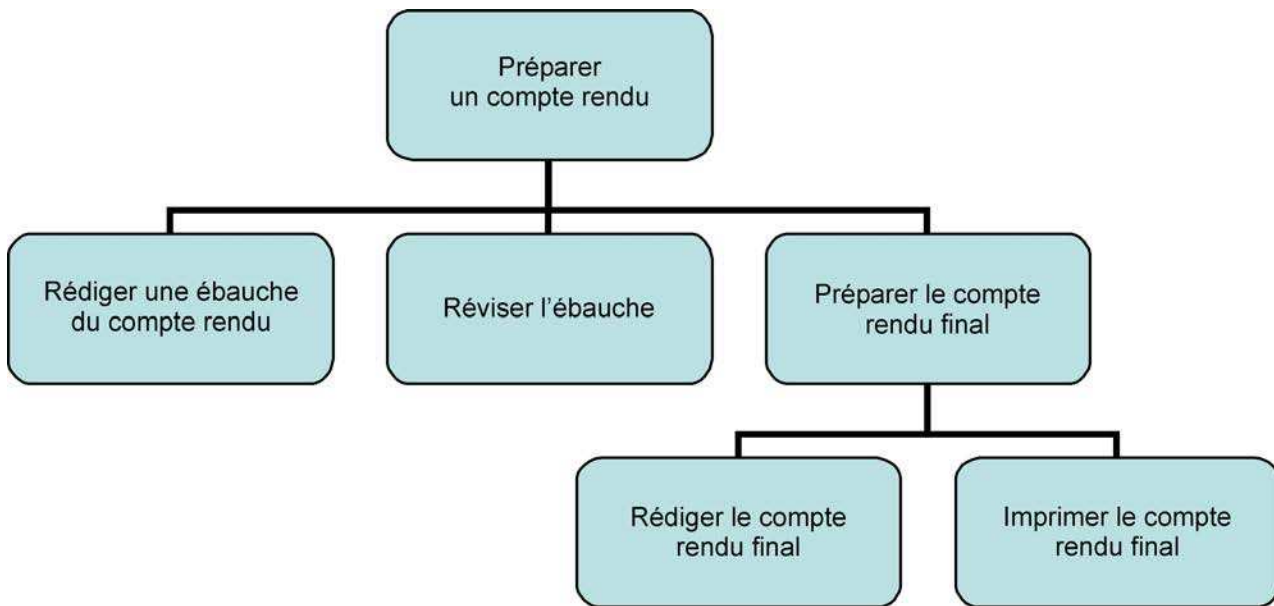 Préparer
un compte rendu
Rédiger une ébauche
du compte rendu
Réviser l’ébauche
Préparer le compte
rendu final
Rédiger le compte
rendu final
Imprimer le compte
rendu final